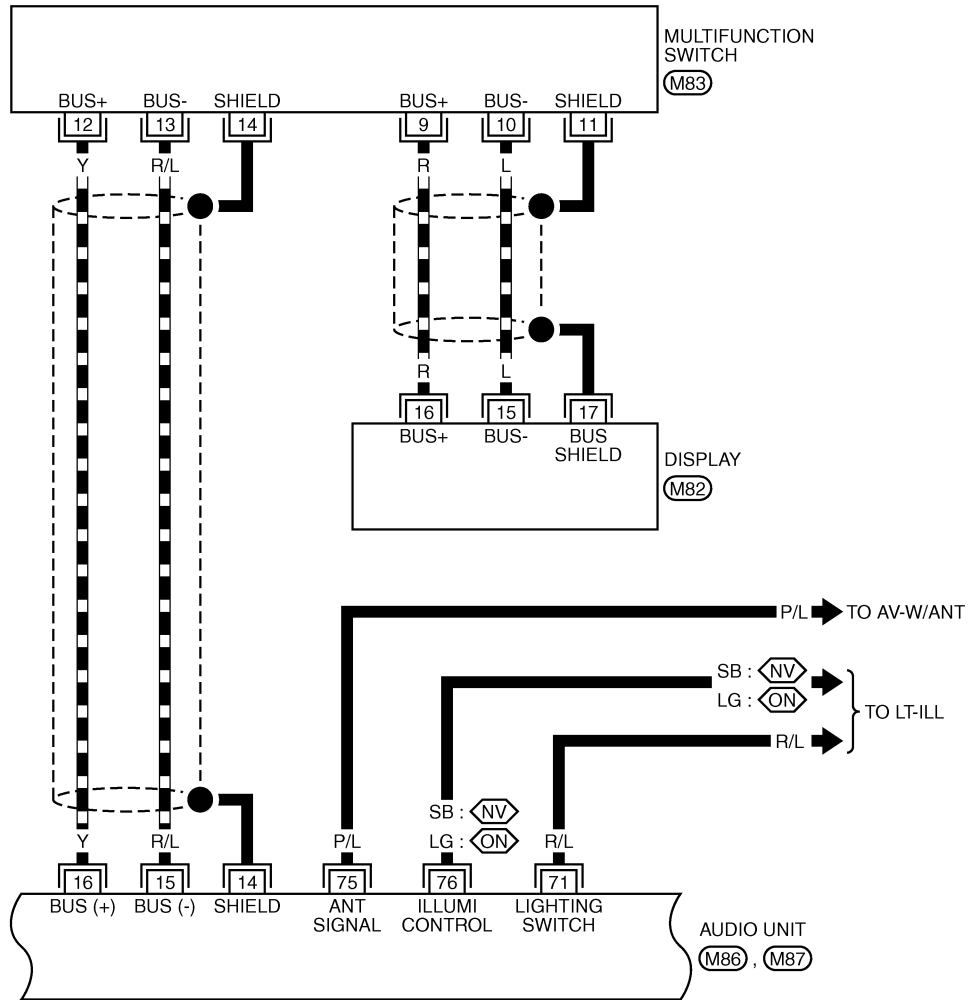 MULTIFUNCTION
SWITCH
M83
BUS+ BUS- SHIELD BUS+ BUS- SHIELD
12 13 14 9 10 11
Y R/L R L
R L
16 15 17
BUS+ BUS- BUS
SHIELD
DISPLAY
M82
P/L TO AV-W/ANT
SB : NV
LG : ON
TO LT-ILL
R/L
SB : NV
Y R/L P/L LG : ON R/L
16 15 14 75 76 71
BUS (+) BUS (-) SHIELD ANT ILLUMI LIGHTING
SIGNAL CONTROL SWITCH
AUDIO UNIT
M86 , M87